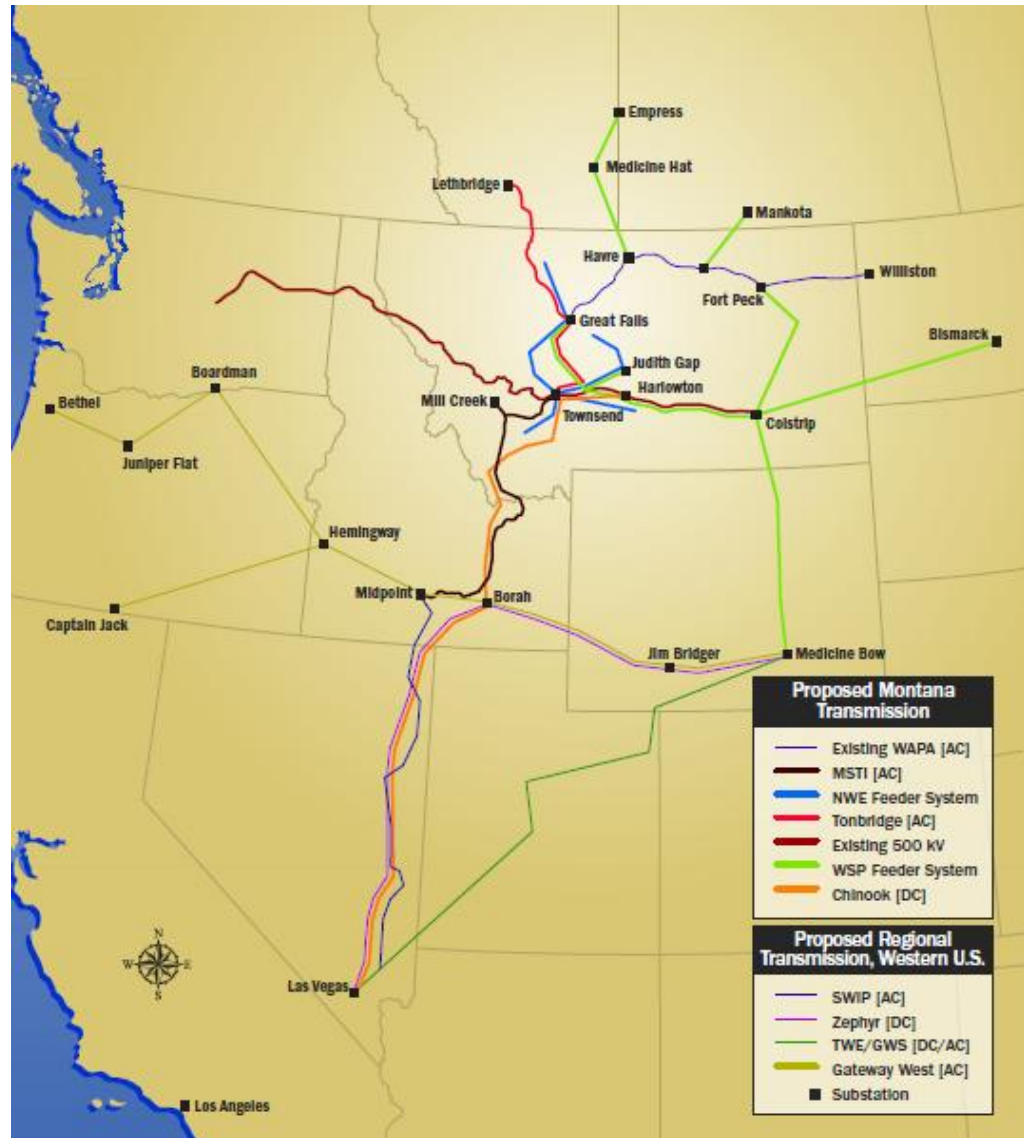 Empress
Medicine Hat
Lethbridge
Mankota
Havre
Williston
Fort Peck
Great Falls
Bismarck
Judith Gap
Boardman
Harlowton
Mill Creek
Bethel
Townsend
Colstrip
Juniper Flat
Hemingway
Midpoint
Borah
Captain Jack
Jim Bridger
Medicine Bow
Proposed Montana
Transmission
Existing WAPA [AC]
MSTI [AC]
NWE Feeder System
Tonbridge [AC]
Existing 500 kV
WSP Feeder System
Chinook [DC]
Proposed Regional
Transmission, Western U.S.
SWIP [AC]
Zephyr [DC]
TWE/GWS [DC/AC]
Gateway West [AC]
Substation
N
W
E
S
Las Vegas
Los Angeles